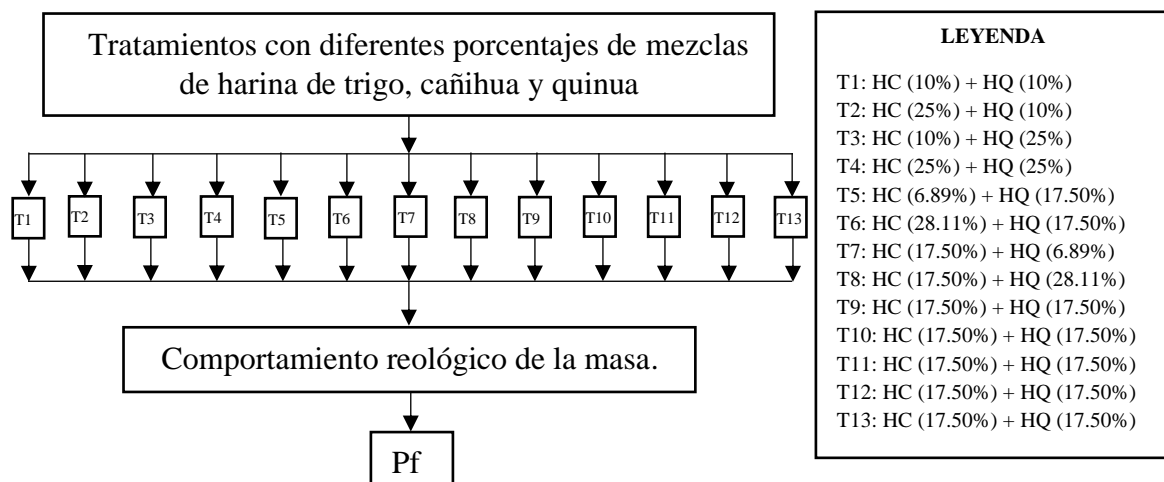 Tratamientos con diferentes porcentajes de mezclas
de harina de trigo, cañihua y quinua
T1
T2
T3
T4
T5
T6
T7
T8
T9
T10
T11
T12
T13
Comportamiento reológico de la masa.
Pf
LEYENDA
T1: HC (10%) + HQ (10%)
T2: HC (25%) + HQ (10%)
T3: HC (10%) + HQ (25%)
T4: HC (25%) + HQ (25%)
T5: HC (6.89%) + HQ (17.50%)
T6: HC (28.11%) + HQ (17.50%)
T7: HC (17.50%) + HQ (6.89%)
T8: HC (17.50%) + HQ (28.11%)
T9: HC (17.50%) + HQ (17.50%)
T10: HC (17.50%) + HQ (17.50%)
T11: HC (17.50%) + HQ (17.50%)
T12: HC (17.50%) + HQ (17.50%)
T13: HC (17.50%) + HQ (17.50%)